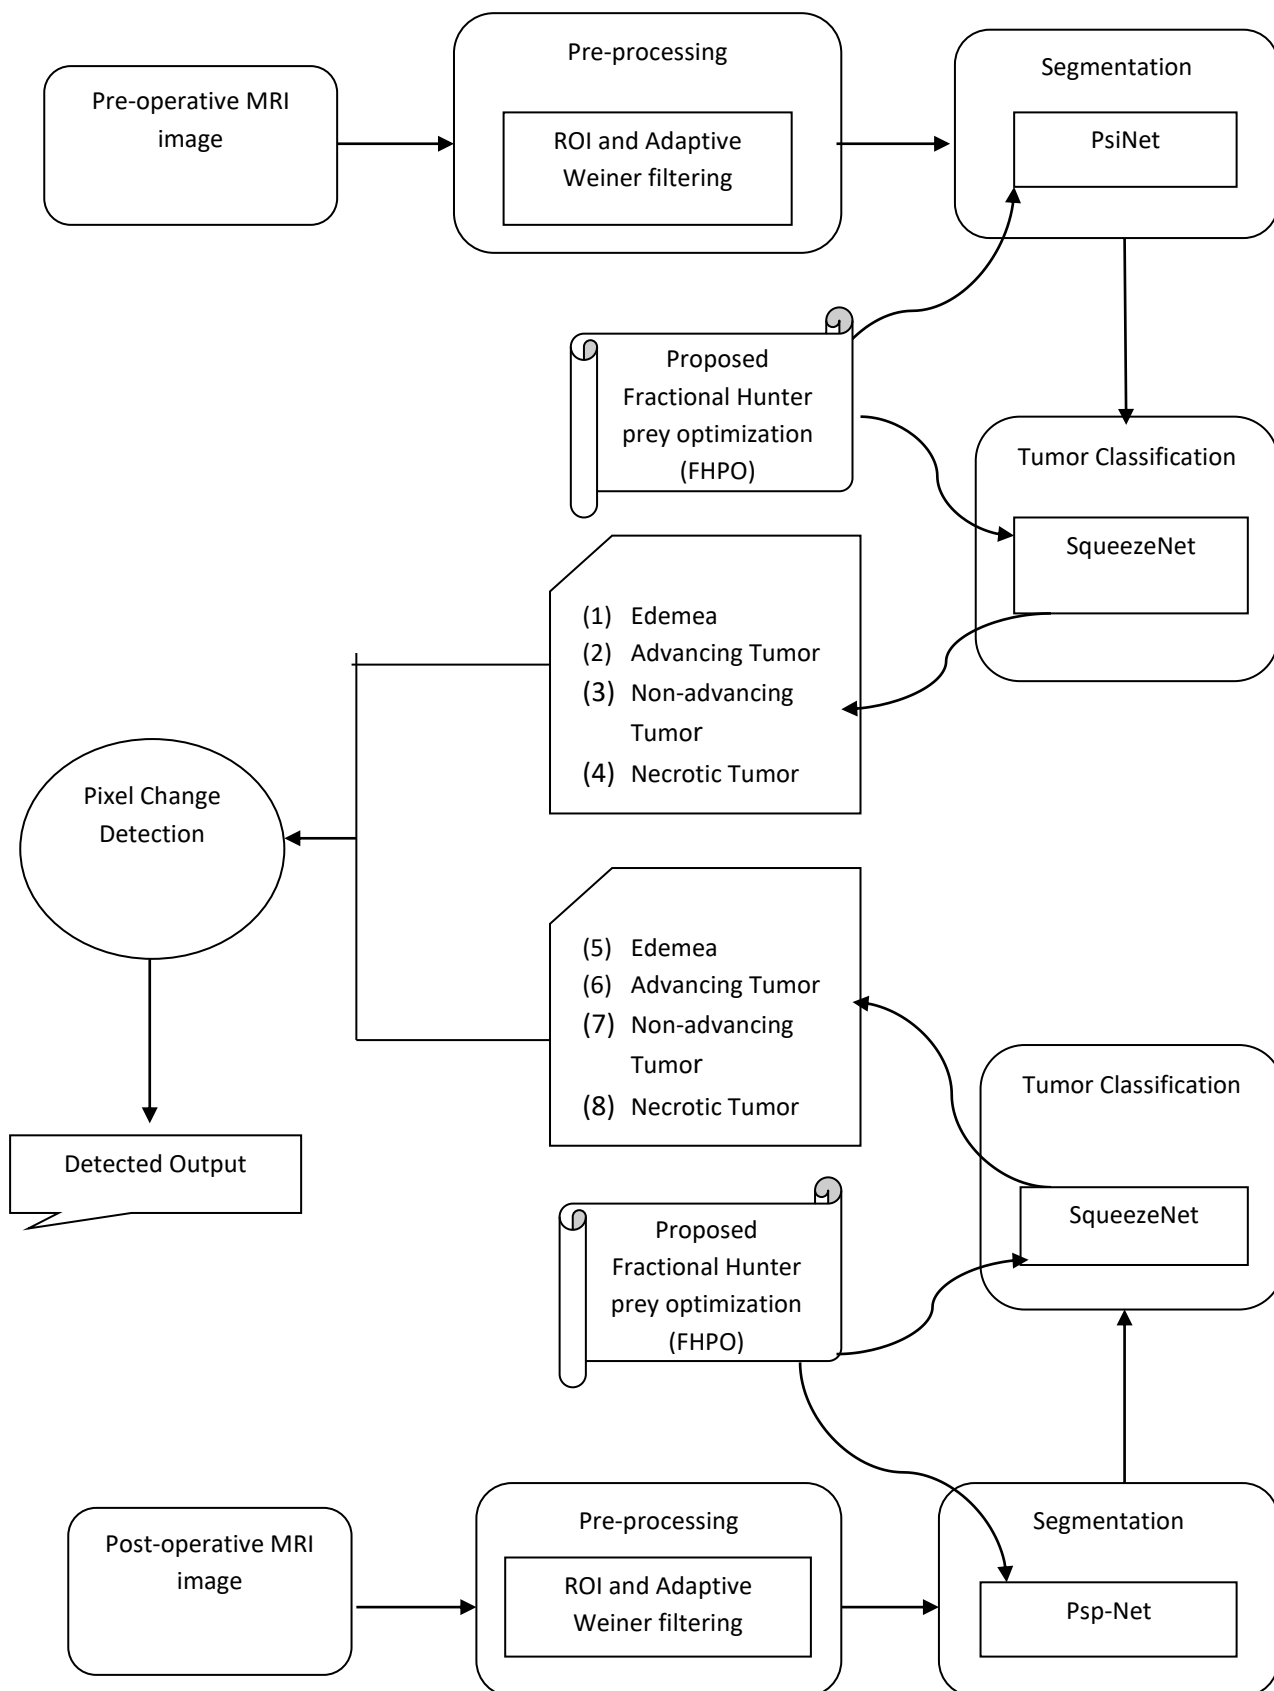 Pre-operative MRI
image
Pre-processing
ROI and Adaptive
Weiner filtering
Segmentation
PsiNet
Proposed
Fractional Hunter
prey optimization
(FHPO)
Tumor Classification
SqueezeNet
(1) Edemea
(2) Advancing Tumor
(3) Non-advancing
Tumor
(4) Necrotic Tumor
Pixel Change
Detection
(5) Edemea
(6) Advancing Tumor
(7) Non-advancing
Tumor
(8) Necrotic Tumor
Tumor Classification
SqueezeNet
Detected Output
Proposed
Fractional Hunter
prey optimization
(FHPO)
Post-operative MRI
image
Pre-processing
ROI and Adaptive
Weiner filtering
Segmentation
Psp-Net